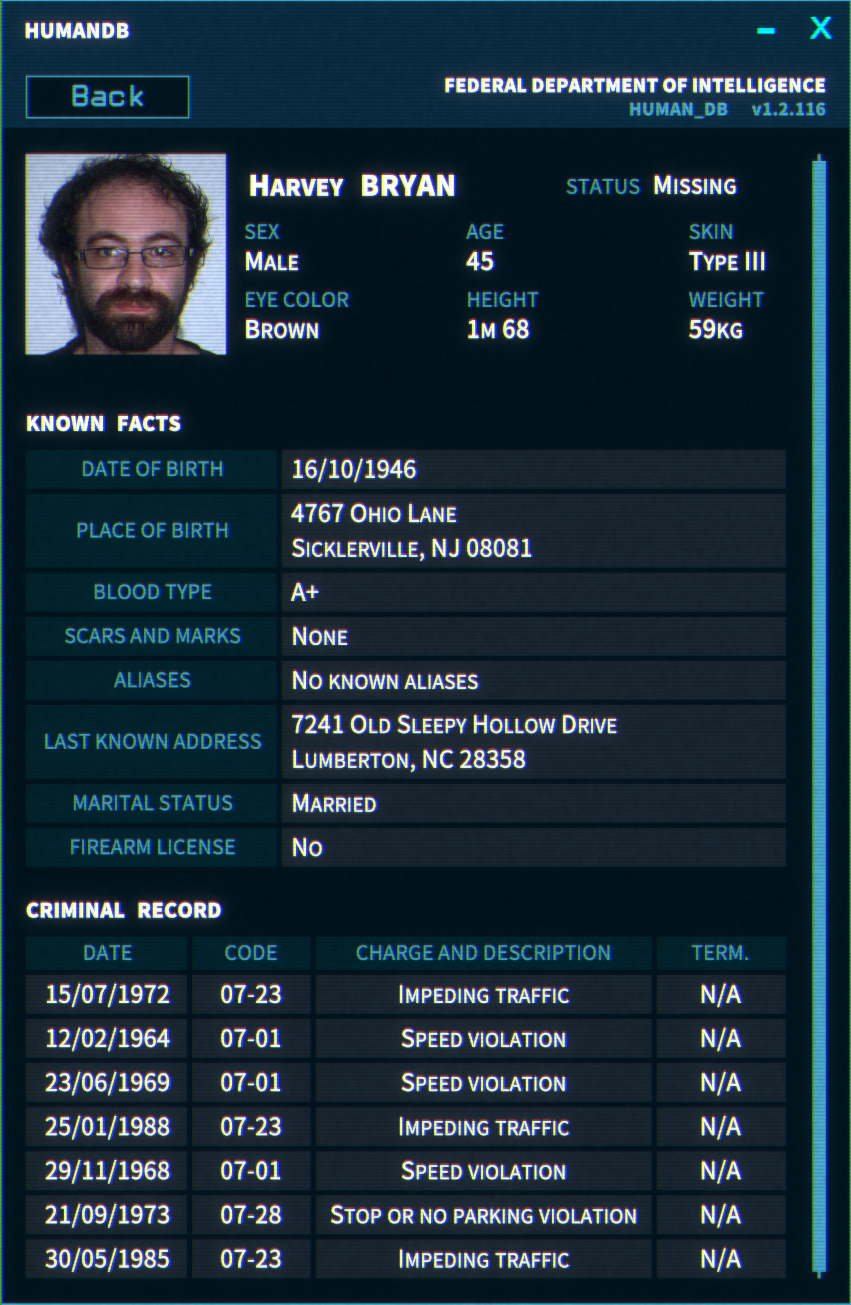 HUMANDB
– X
Back
FEDERAL DEPARTMENT OF INTELLIGENCE
HUMAN_DB v1.2.116
Harvey BRYAN
STATUS Missing
SEX AGE SKIN
Male 45 Type III
EYE COLOR HEIGHT WEIGHT
Brown 1m 68 59kg
KNOWN FACTS
DATE OF BIRTH 16/10/1946
PLACE OF BIRTH 4767 Ohio Lane
Sicklerville, NJ 08081
BLOOD TYPE A+
SCARS AND MARKS None
ALIASES No known aliases
LAST KNOWN ADDRESS 7241 Old Sleepy Hollow Drive
Lumberton, NC 28358
MARITAL STATUS Married
FIREARM LICENSE No
CRIMINAL RECORD
DATE CODE CHARGE AND DESCRIPTION TERM.
15/07/1972 07-23 Impeding traffic N/A
12/02/1964 07-01 Speed violation N/A
23/06/1969 07-01 Speed violation N/A
25/01/1988 07-23 Impeding traffic N/A
29/11/1968 07-01 Speed violation N/A
21/09/1973 07-28 Stop or no parking violation N/A
30/05/1985 07-23 Impeding traffic N/A